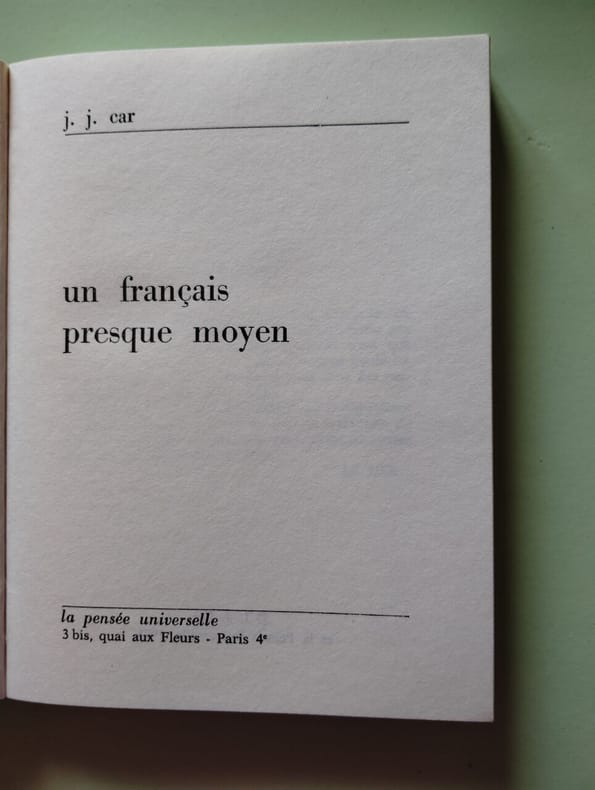 j. j. car
un français
presque moyen
la pensée universelle
3 bis, quai aux Fleurs - Paris 4e